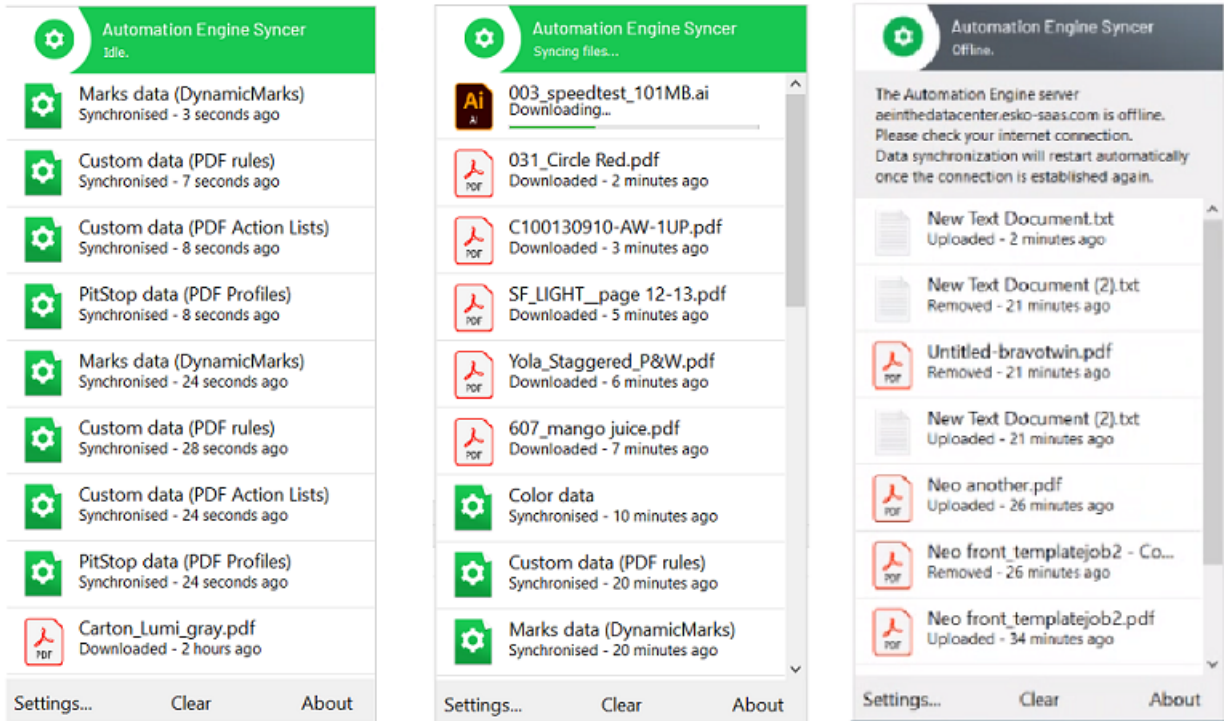 Automation Engine Syncer
Idle.
Marks data (DynamicMarks)
Synchronised - 3 seconds ago
Custom data (PDF rules)
Synchronised - 7 seconds ago
Custom data (PDF Action Lists)
Synchronised - 8 seconds ago
PitStop data (PDF Profiles)
Synchronised - 8 seconds ago
Marks data (DynamicMarks)
Synchronised - 24 seconds ago
Custom data (PDF rules)
Synchronised - 28 seconds ago
Custom data (PDF Action Lists)
Synchronised - 24 seconds ago
PitStop data (PDF Profiles)
Synchronised - 24 seconds ago
PDF
Carton_Lumi_gray.pdf
Downloaded - 2 hours ago
Settings... Clear About
Automation Engine Syncer
Syncing files...
Ai
Ai
003_speedtest_101MB.ai
Downloading...
PDF
031_Circle Red.pdf
Downloaded - 2 minutes ago
PDF
C100130910-AW-1UP.pdf
Downloaded - 3 minutes ago
PDF
SF_LIGHT__page 12-13.pdf
Downloaded - 5 minutes ago
PDF
Yola_Staggered_P&W.pdf
Downloaded - 6 minutes ago
PDF
607_mango juice.pdf
Downloaded - 7 minutes ago
Color data
Synchronised - 10 minutes ago
Custom data (PDF rules)
Synchronised - 20 minutes ago
Marks data (DynamicMarks)
Synchronised - 20 minutes ago
Settings... Clear About
Automation Engine Syncer
Offline.
The Automation Engine server
aeinthedatacenter.esko-saas.com is offline.
Please check your internet connection.
Data synchronization will restart automatically
once the connection is established again.
New Text Document.txt
Uploaded - 2 minutes ago
New Text Document (2).txt
Removed - 21 minutes ago
PDF
Untitled-bravotwin.pdf
Removed - 21 minutes ago
New Text Document (2).txt
Uploaded - 21 minutes ago
PDF
Neo another.pdf
Uploaded - 26 minutes ago
PDF
Neo front_templatejob2 - Co...
Removed - 26 minutes ago
PDF
Neo front_templatejob2.pdf
Uploaded - 34 minutes ago
Settings... Clear About